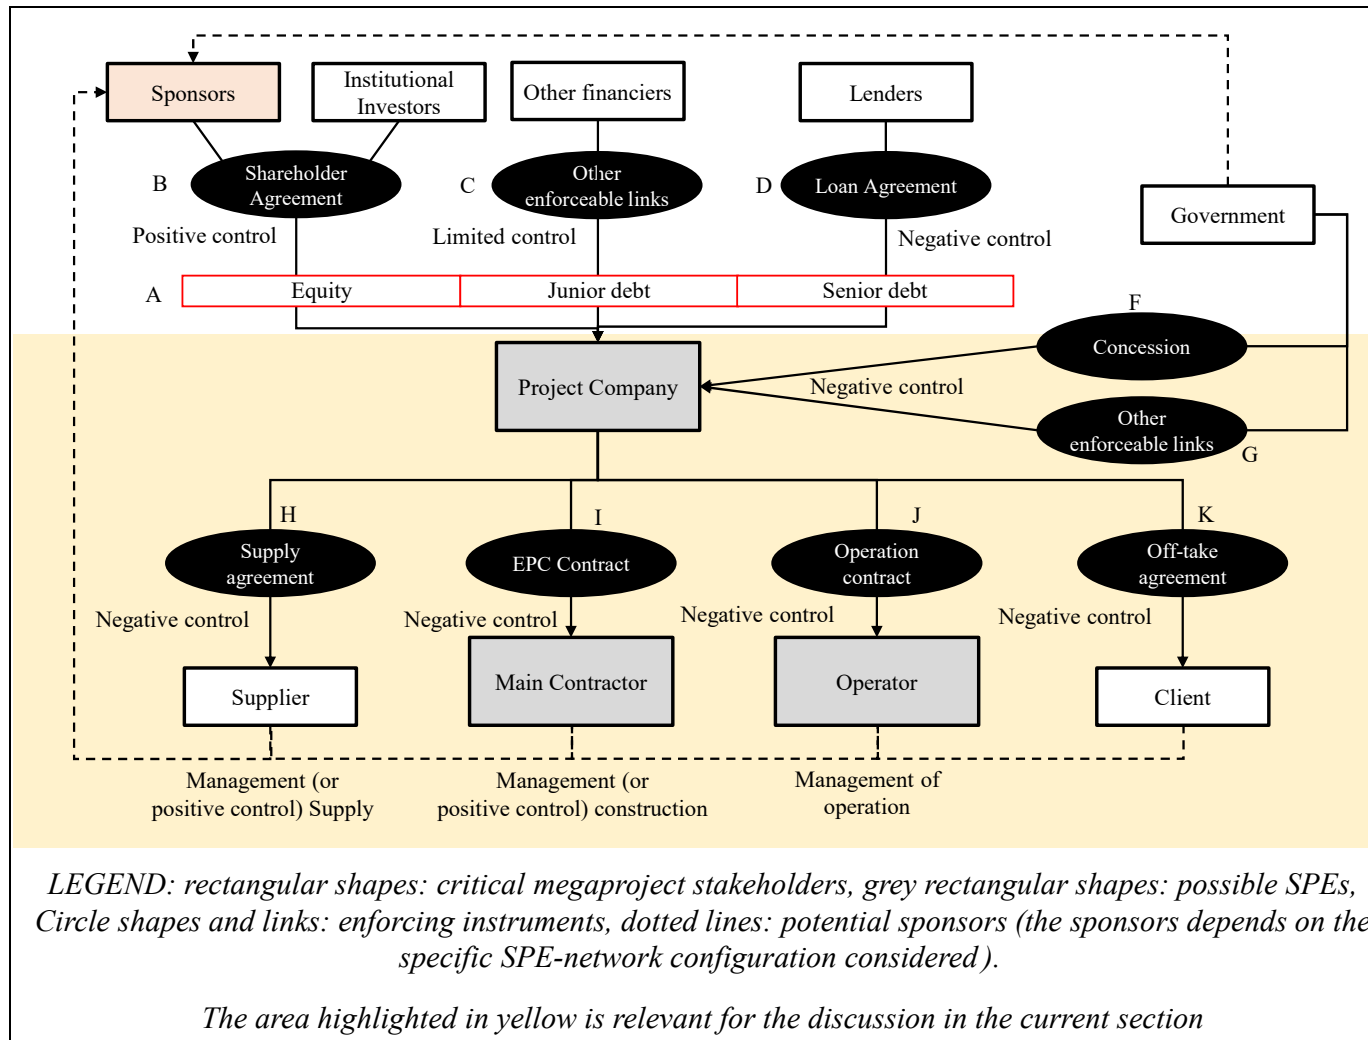 Sponsors
Institutional
Investors
Other financiers
Lenders
B
Shareholder
Agreement
C
Other
enforceable links
D
Loan Agreement
Government
Positive control
Limited control
Negative control
A
Equity
Junior debt
Senior debt
F
Concession
Project Company
Negative control
Other
enforceable links
G
H
I
J
K
Supply
agreement
EPC Contract
Operation
contract
Off-take
agreement
Negative control
Negative control
Negative control
Negative control
Supplier
Main Contractor
Operator
Client
Management (or
positive control) Supply
Management (or
positive control) construction
Management of
operation
LEGEND: rectangular shapes: critical megaproject stakeholders, grey rectangular shapes: possible SPEs,
Circle shapes and links: enforcing instruments, dotted lines: potential sponsors (the sponsors depends on the
specific SPE-network configuration considered).
The area highlighted in yellow is relevant for the discussion in the current section